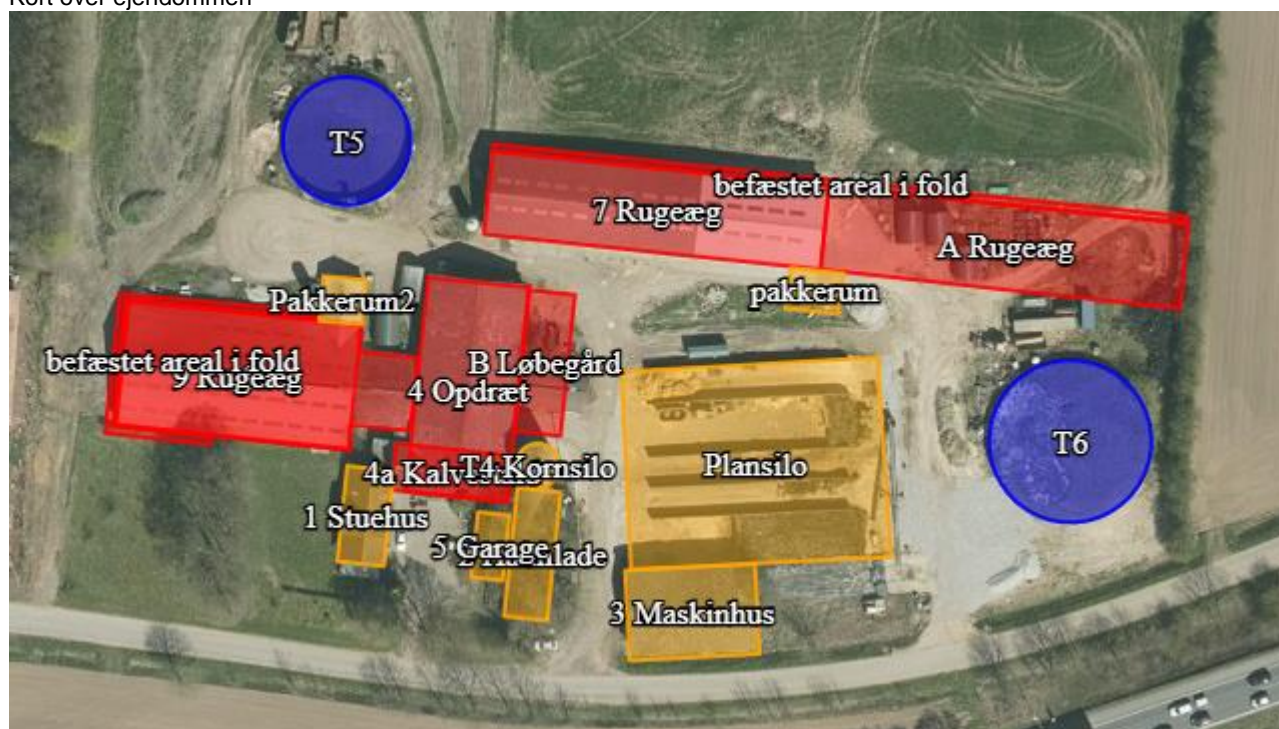 Kort over ejendommen
T5
befæstet areal i fold
7 Rugeæg
A Rugeæg
Pakkerum2
pakkerum
befæstet areal i fold
9 Rugeæg
B Løbegård
4 Opdræt
T6
4a
T4 Kornsilo
Plansilo
1 Stuehus
5 Garage
3 Maskinhus